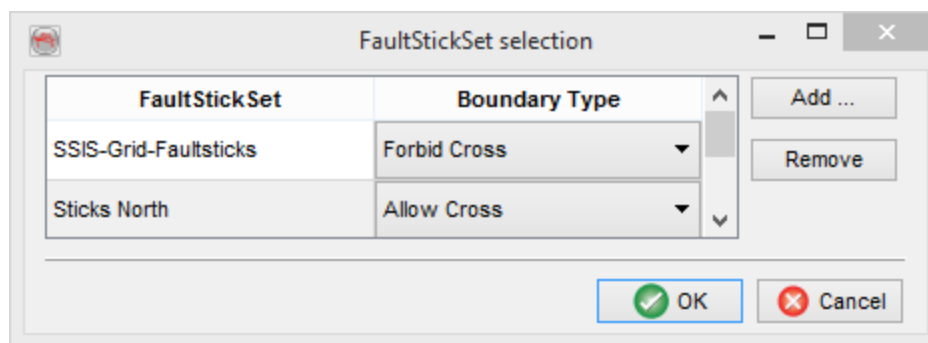 FaultStickSet selection
FaultStickSet Boundary Type
Add ...
SSIS-Grid-Faultsticks Forbid Cross
Remove
Sticks North Allow Cross
OK Cancel